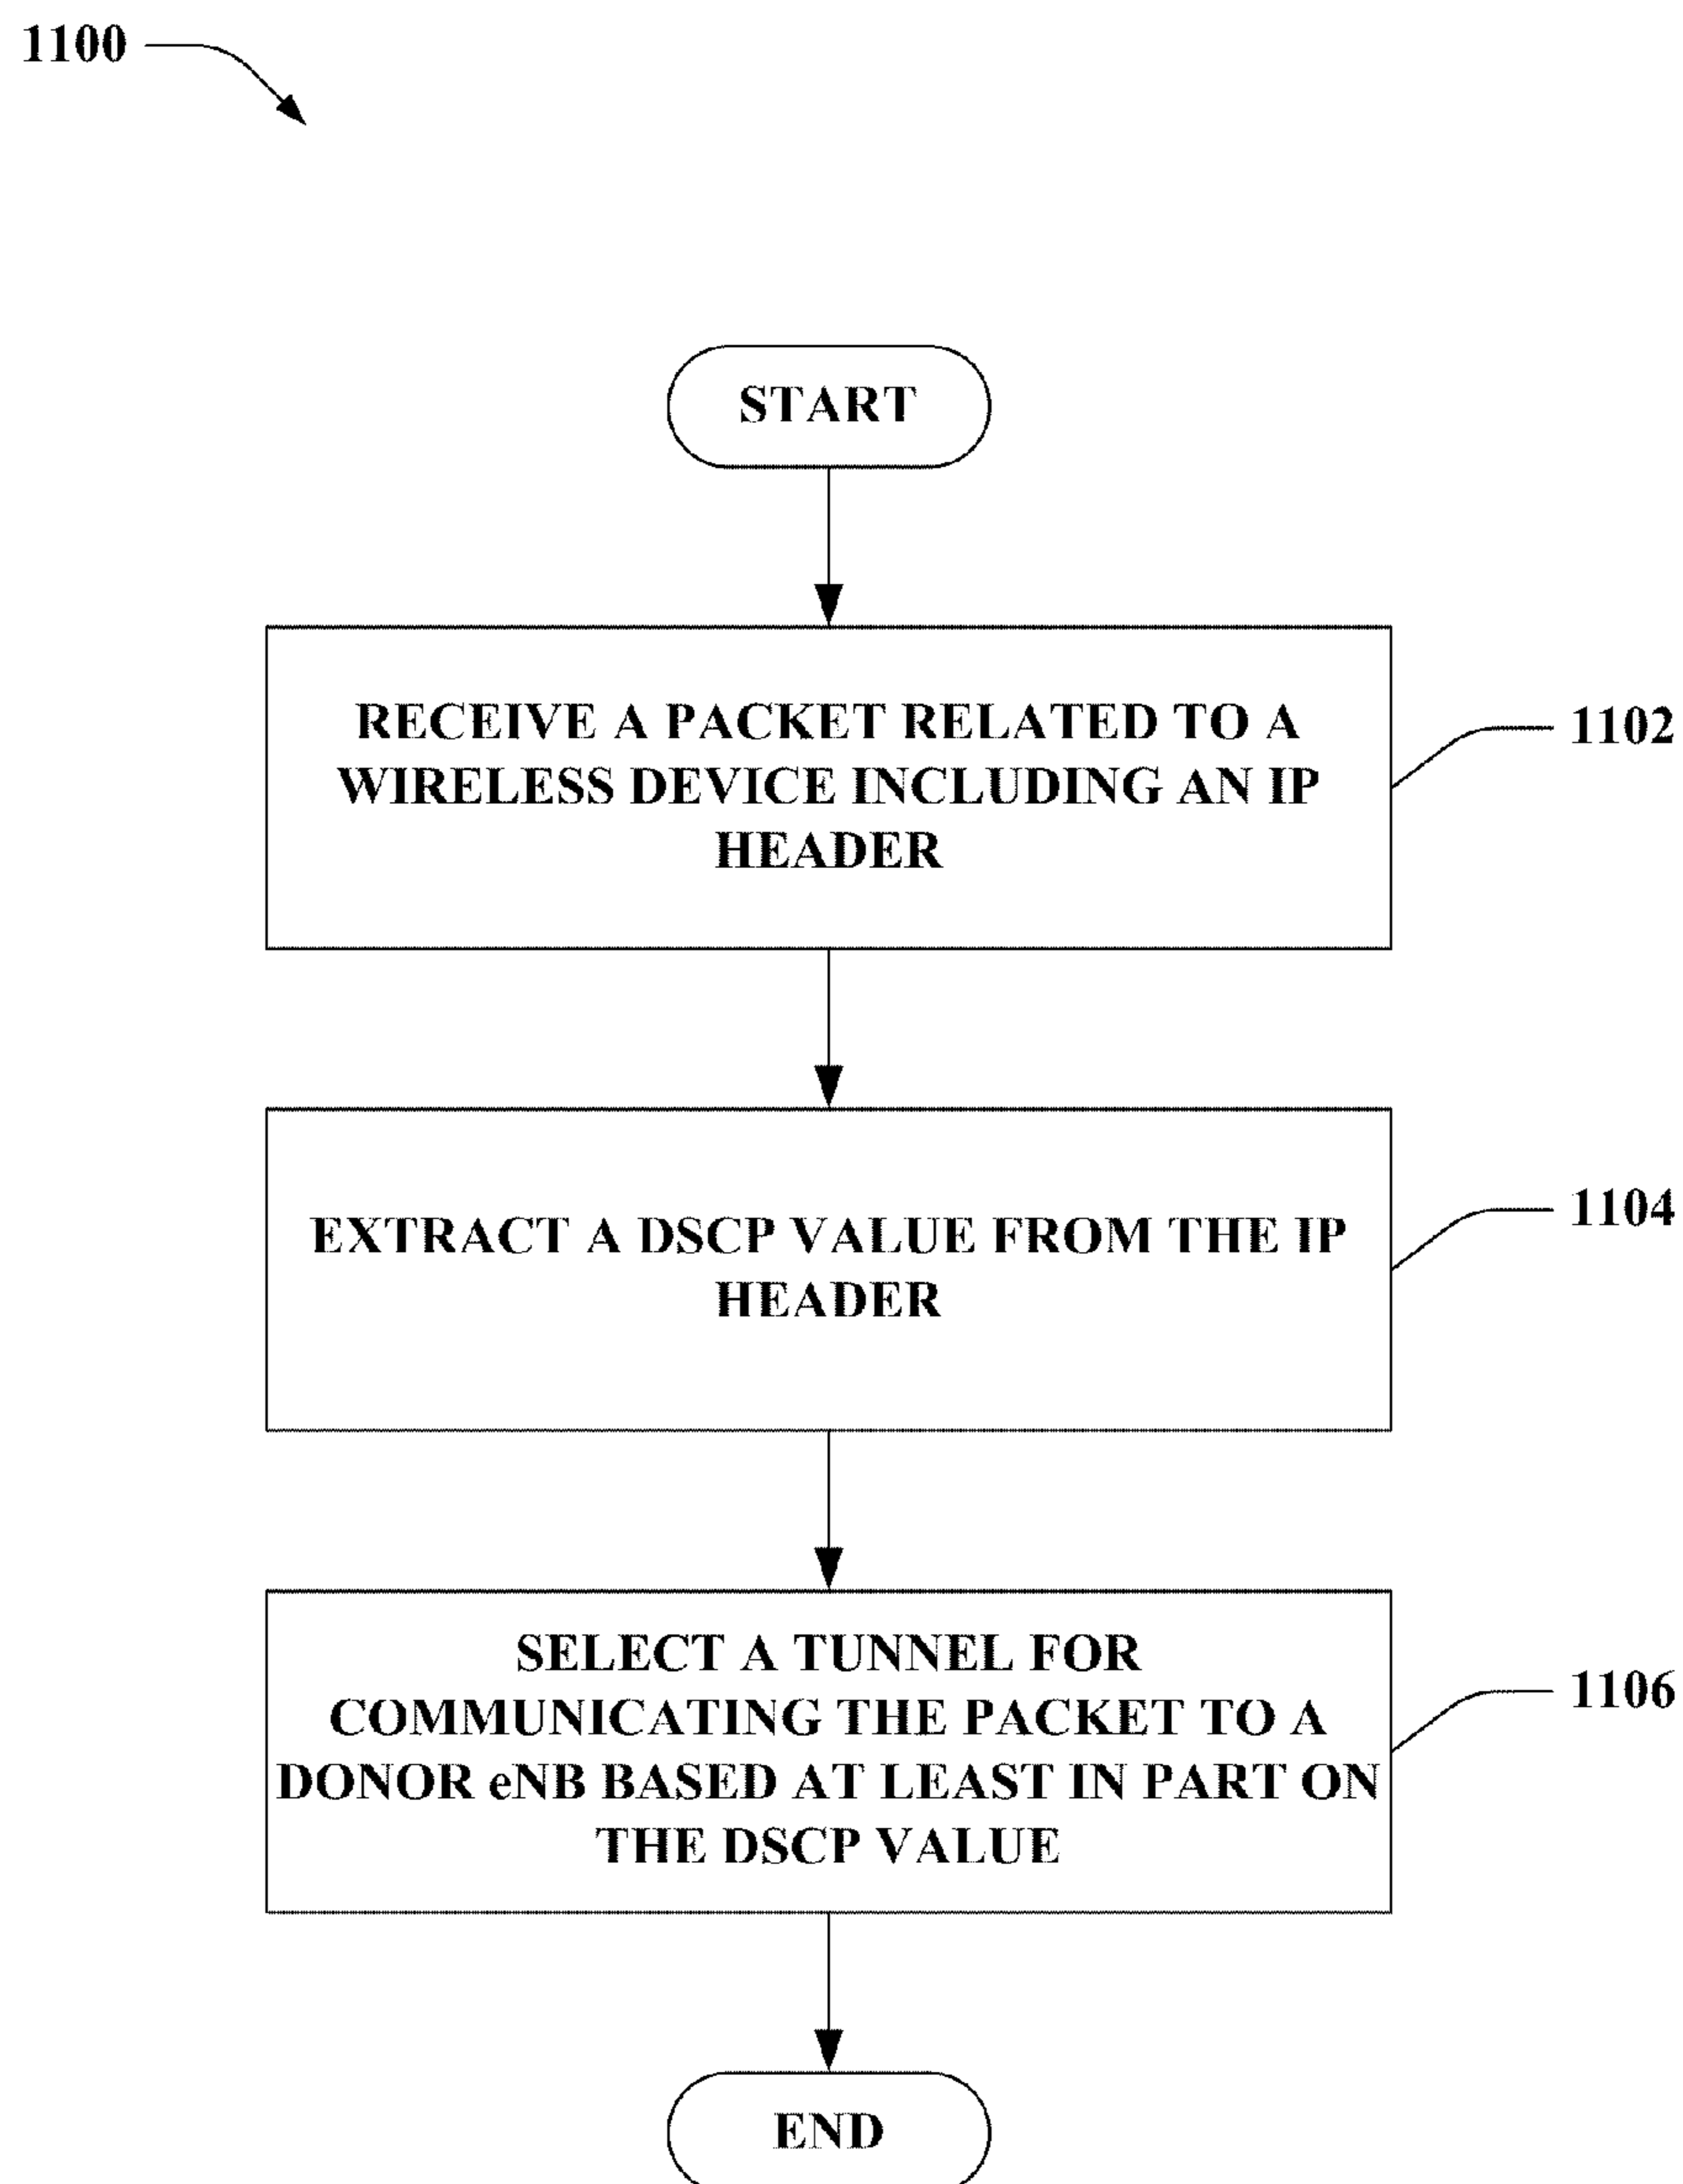 1100
START
RECEIVE A PACKET RELATED TO A
WIRELESS DEVICE INCLUDING AN IP
HEADER
1102
EXTRACT A DSCP VALUE FROM THE IP
HEADER
1104
SELECT A TUNNEL FOR
COMMUNICATING THE PACKET TO A
DONOR eNB BASED AT LEAST IN PART ON
THE DSCP VALUE
1106
END